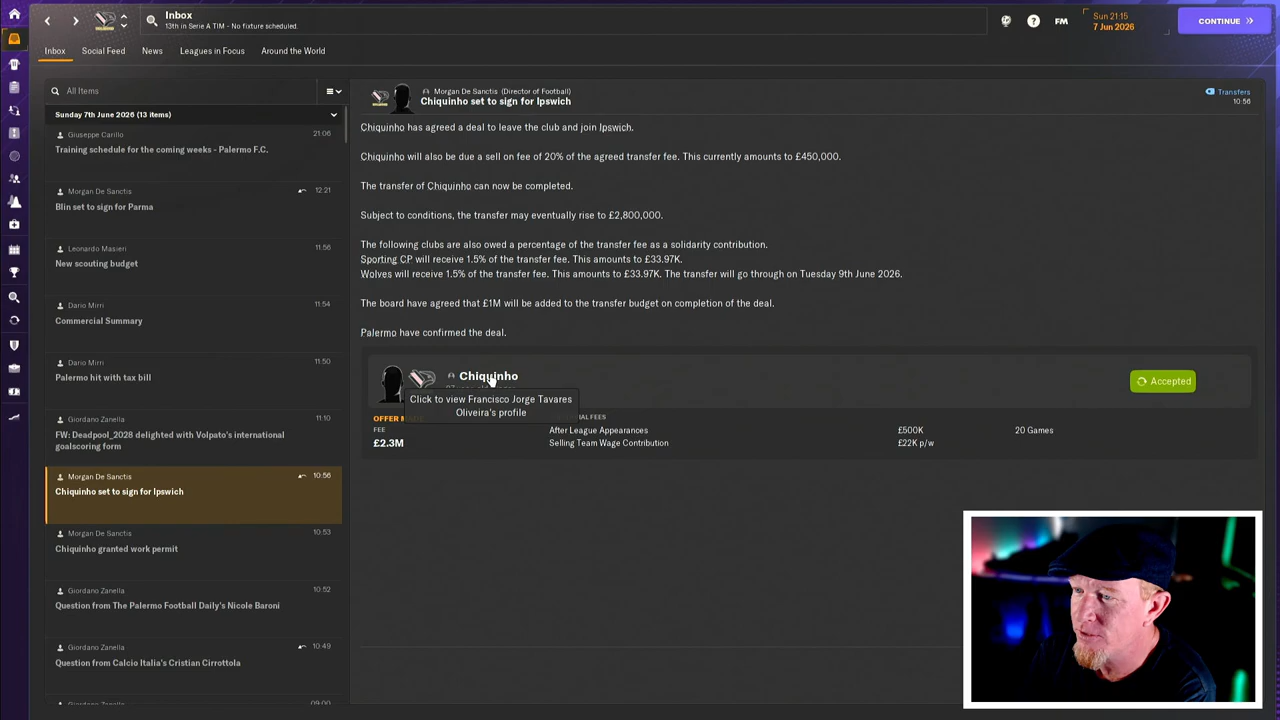 Inbox
13th in Serie A TIM - No fixture scheduled.
FM
Sun 21:15
7 Jun 2026
CONTINUE
Inbox
Social Feed
News
Leagues in Focus
Around the World
All Items
Sunday 7th June 2026 (13 items)
Giuseppe Carillo
21:06
Training schedule for the coming weeks - Palermo F.C.
Morgan De Sanctis
12:21
Blin set to sign for Parma
Leonardo Masieri
11:56
New scouting budget
Dario Mirri
11:54
Commercial Summary
Dario Mirri
11:50
Palermo hit with tax bill
Giordano Zanella
11:10
FW: Deadpool_2028 delighted with Volpato's international
goalscoring form
Morgan De Sanctis
10:56
Chiquinho set to sign for Ipswich
Morgan De Sanctis
10:53
Chiquinho granted work permit
Giordano Zanella
10:52
Question from The Palermo Football Daily's Nicole Baroni
Giordano Zanella
10:49
Question from Calcio Italia's Cristian Cirrottola
Giordano Zanella
09:00
Morgan De Sanctis (Director of Football)
Chiquinho set to sign for Ipswich
Transfers
10:56
Chiquinho has agreed a deal to leave the club and join Ipswich.
Chiquinho will also be due a sell on fee of 20% of the agreed transfer fee. This currently amounts to £450,000.
The transfer of Chiquinho can now be completed.
Subject to conditions, the transfer may eventually rise to £2,800,000.
The following clubs are also owed a percentage of the transfer fee as a solidarity contribution.
Sporting CP will receive 1.5% of the transfer fee. This amounts to £33.97K.
Wolves will receive 1.5% of the transfer fee. This amounts to £33.97K. The transfer will go through on Tuesday 9th June 2026.
The board have agreed that £1M will be added to the transfer budget on completion of the deal.
Palermo have confirmed the deal.
Chiquinho
Accepted
Click to view Francisco Jorge Tavares
Oliveira's profile
OFFER
FEE
£2.3M
After League Appearances
£500K
20 Games
Selling Team Wage Contribution
£22K p/w